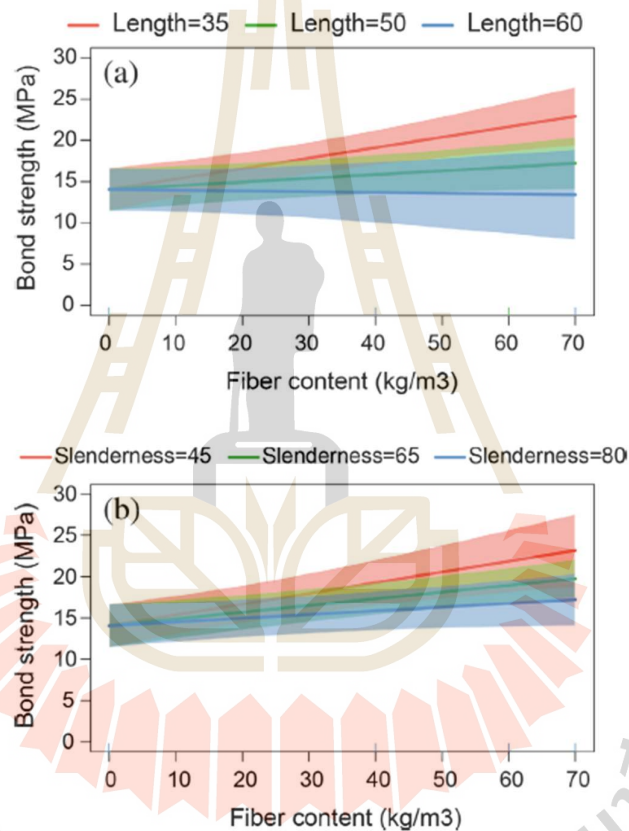 Length=35 Length=50 Length=60
(a)
30
25
20
15
10
5
0
Bond strength (MPa)
0 10 20 30 40 50 60 70
Fiber content (kg/m3)
Slenderness=45 Slenderness=65 Slenderness=80
(b)
30
25
20
15
10
5
0
Bond strength (MPa)
0 10 20 30 40 50 60 70
Fiber content (kg/m3)